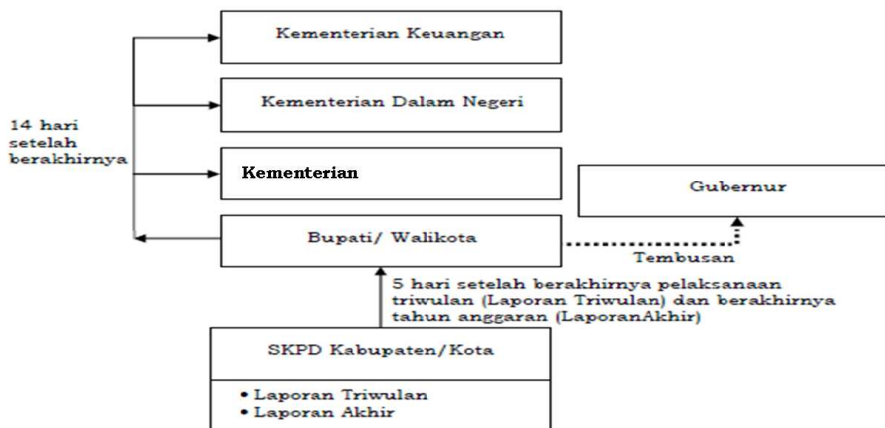 Kementerian Keuangan
Kementerian Dalam Negeri
14 hari
setelah
berakhirnya
Kementerian
Gubernur
Bupati/ Walikota
Tembusan
5 hari setelah berakhirnya pelaksanaan
triwulan (Laporan Triwulan) dan berakhirnya
tahun anggaran (LaporanAkhir)
SKPD Kabupaten/Kota
• Laporan Triwulan
• Laporan Akhir